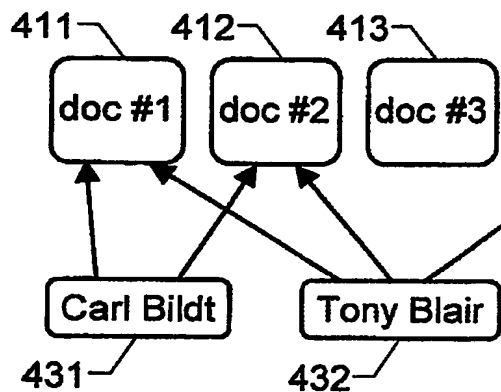 411 412 413
doc #1 doc #2 doc #3
Carl Bildt Tony Blair
431 432